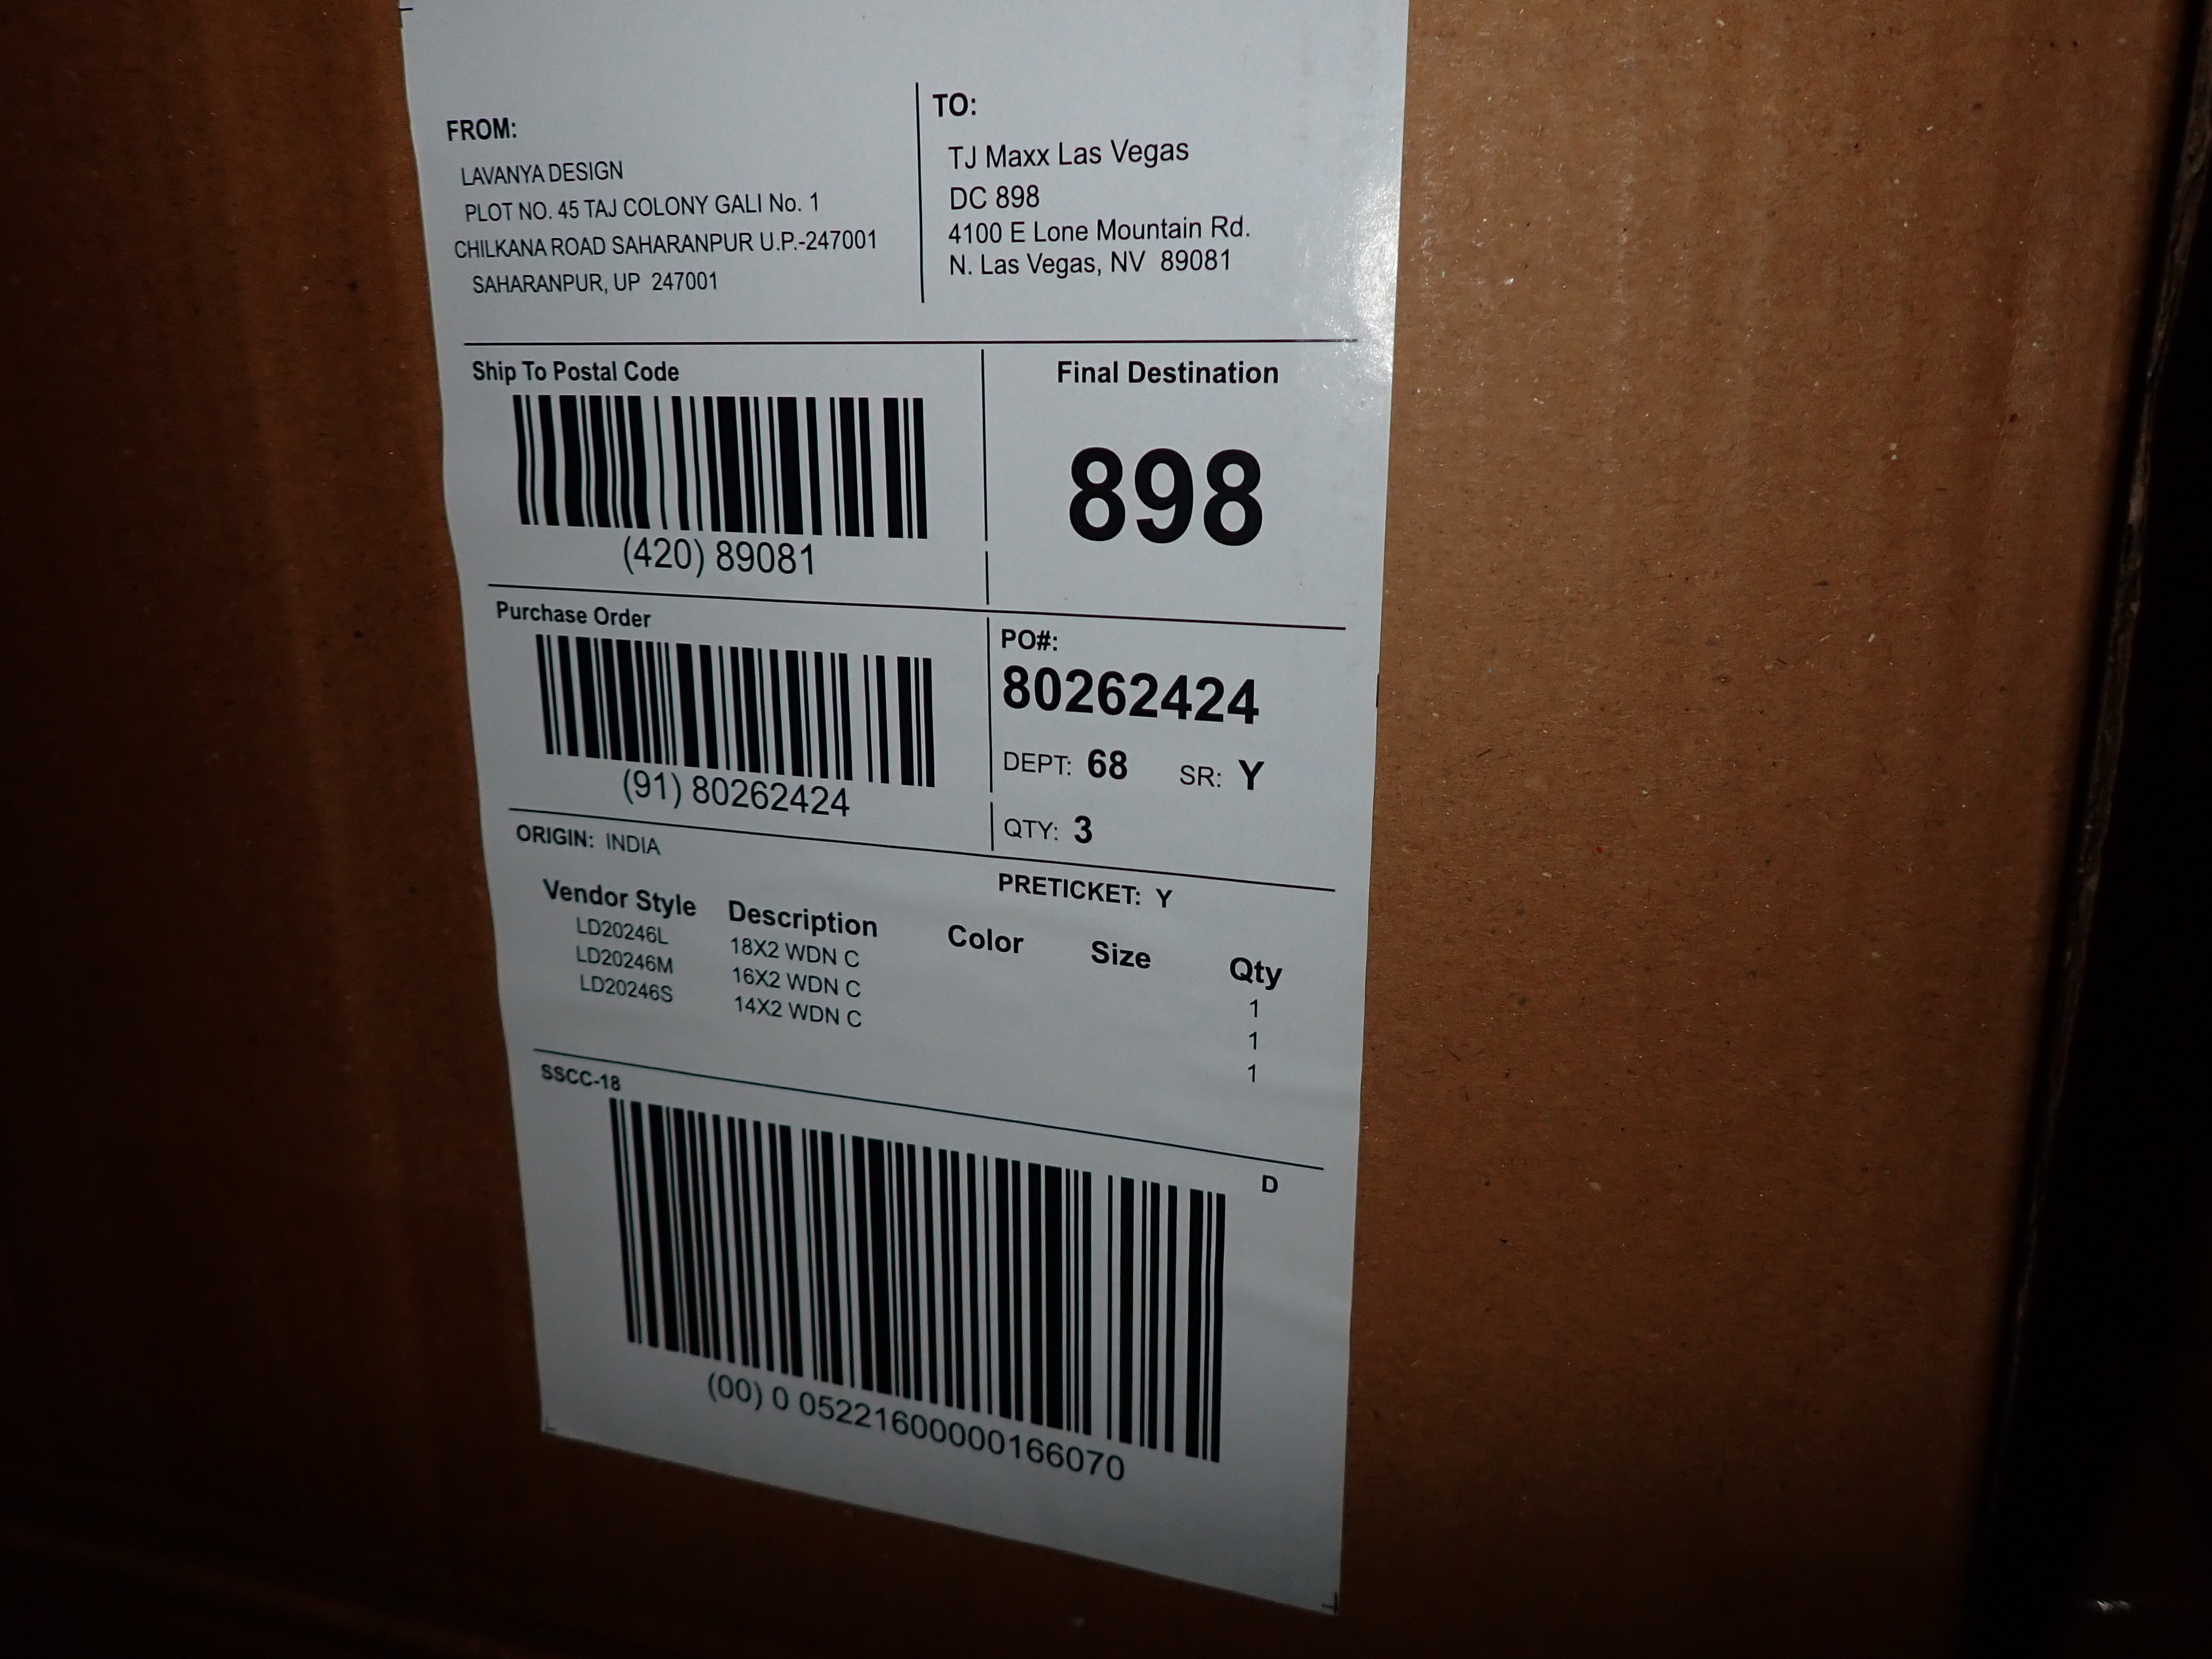 FROM:
LAVANYA DESIGN
PLOT NO. 45 TAJ COLONY GALI No. 1
CHILKANA ROAD SAHARANPUR U.P.-247001
SAHARANPUR, UP 247001
TO:
TJ Maxx Las Vegas
DC 898
4100 E Lone Mountain Rd.
N. Las Vegas, NV 89081
Ship To Postal Code
(420) 89081
Final Destination
898
Purchase Order
(91) 80262424
PO#:
80262424
DEPT: 68 SR: Y
QTY: 3
ORIGIN: INDIA
PRETICKET: Y
Vendor Style Description Color Size Qty
LD20246L 18X2 WDN C 1
LD20246M 16X2 WDN C 1
LD20246S 14X2 WDN C 1
SSCC-18
D
(00) 0 05221600000166070